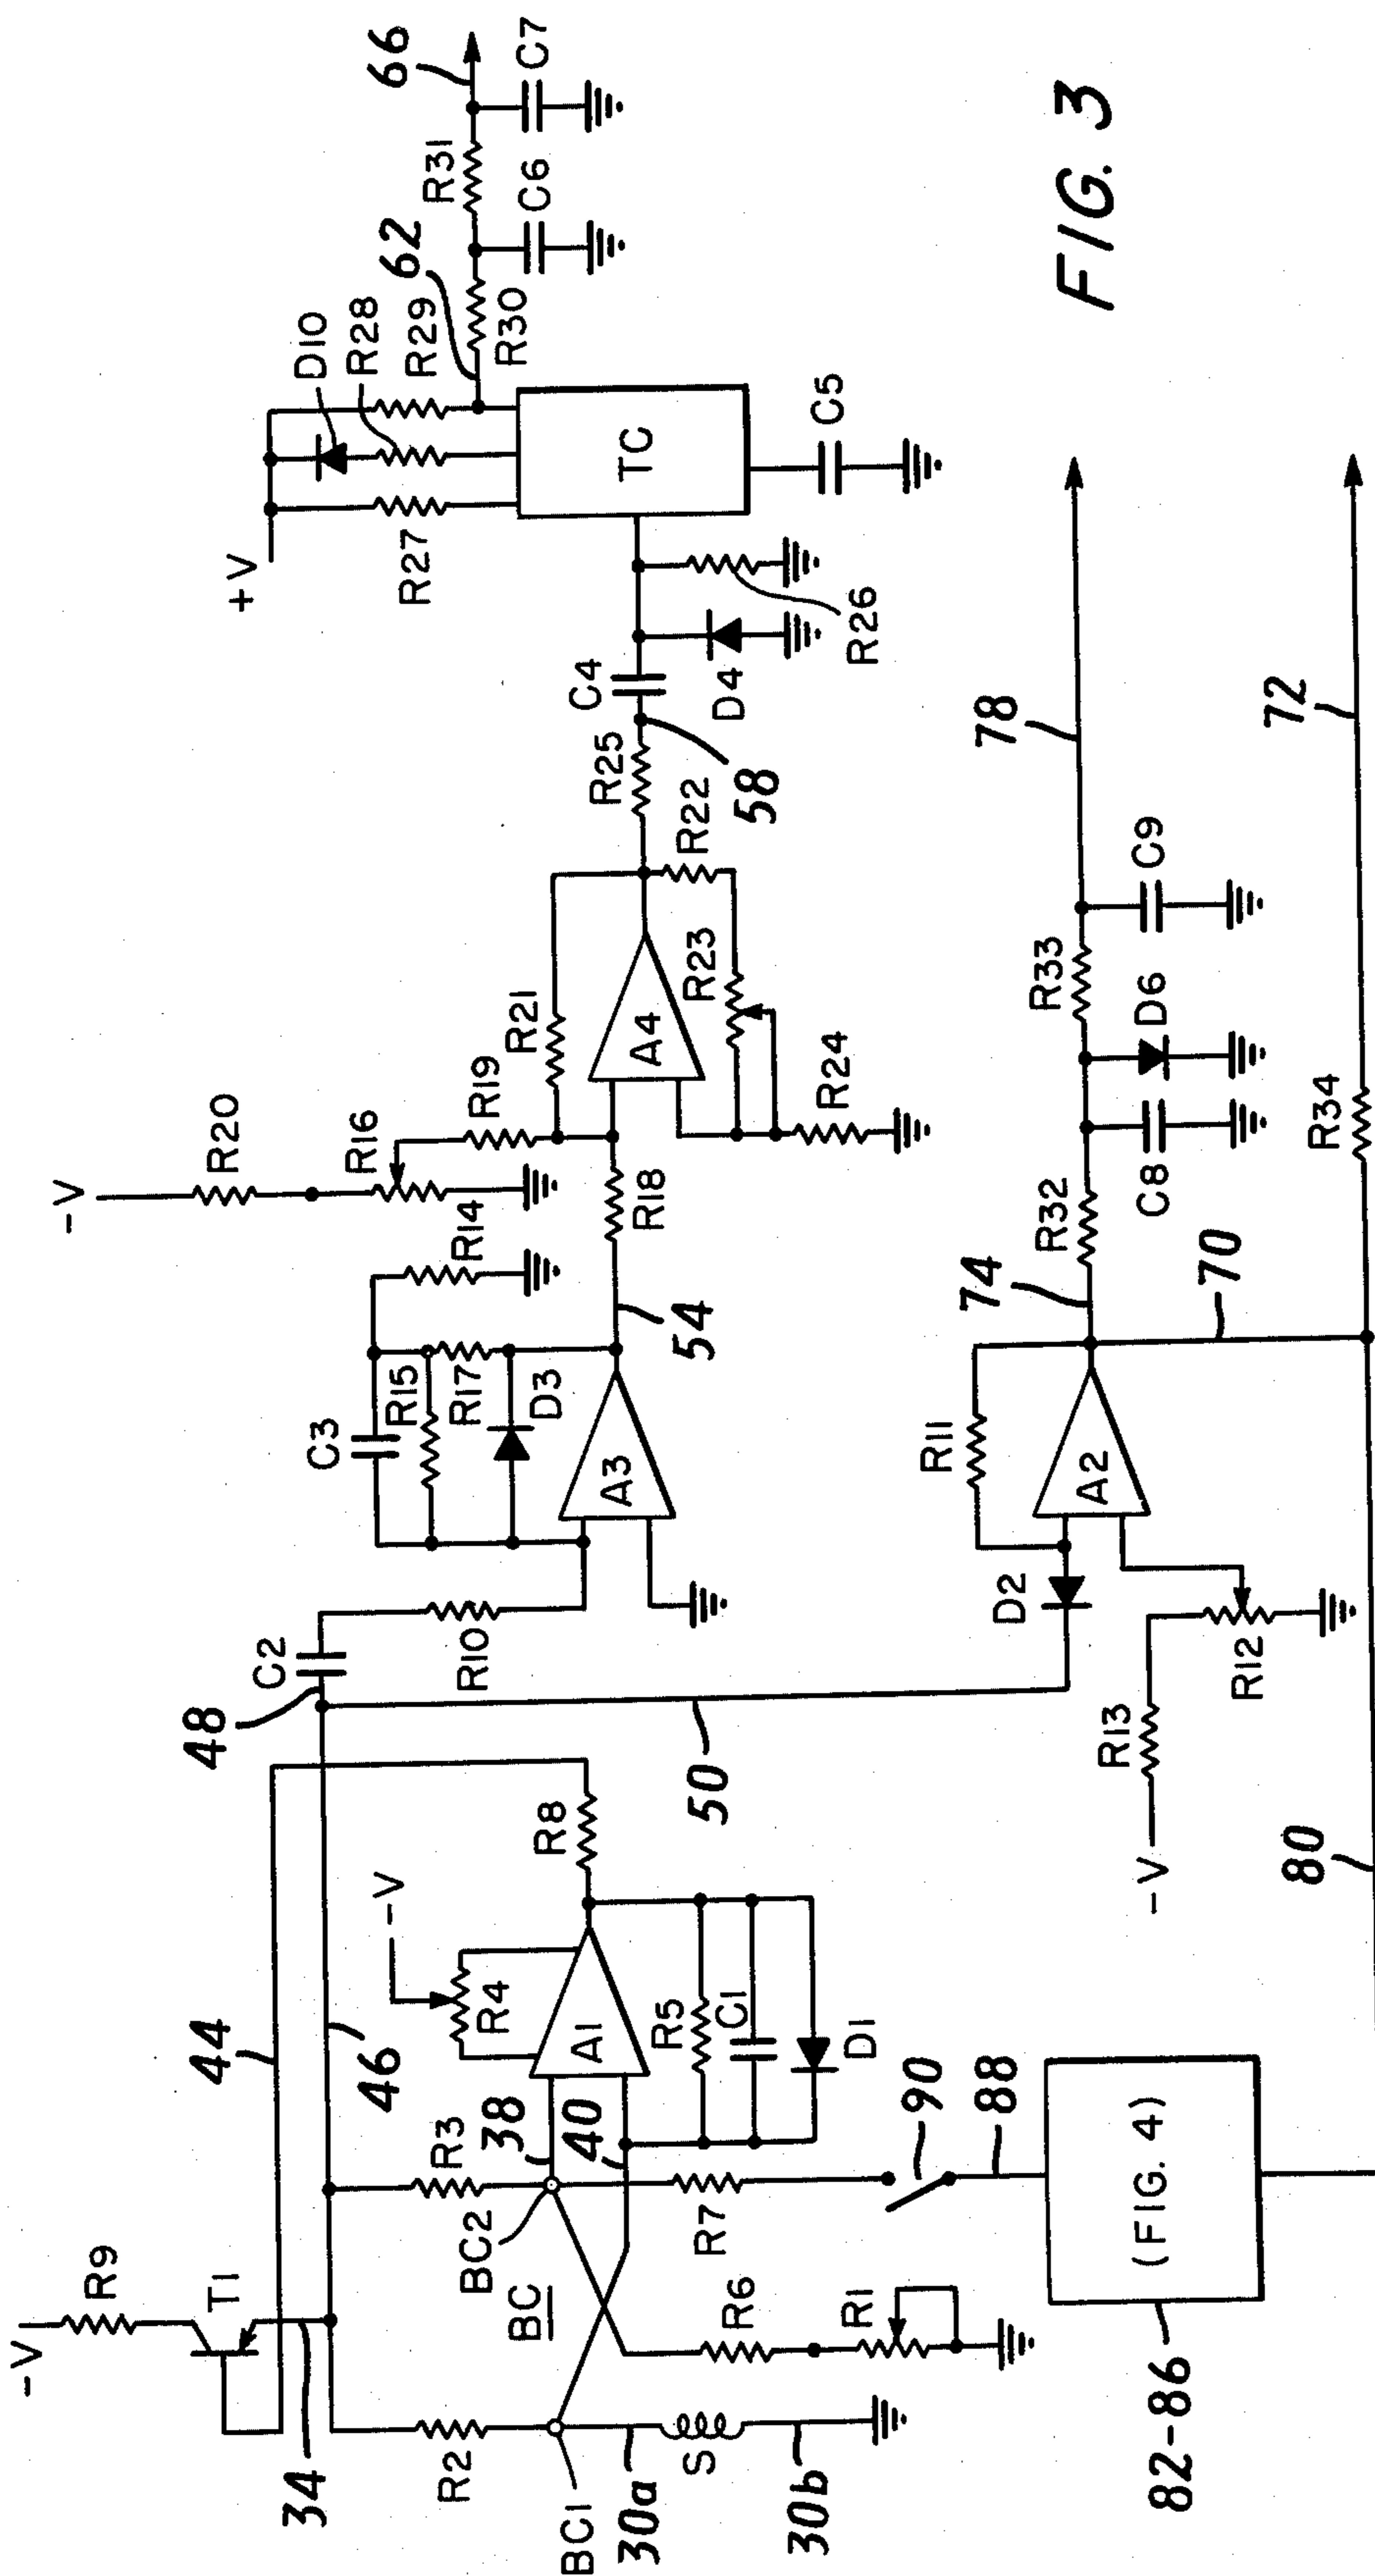 -V
R9
T1
34
44
46
48
C2
R10
50
R2
BC1
30a
S
30b
BC
BC2
R3
38
40
R6
R1
R7
90
88
(FIG. 4)
82-86
80
-V
R4
A1
R5
C1
D1
R8
C3
R15
R17
D3
A3
R14
54
-V
R20
R16
R19
R18
R21
A4
R23
R22
R24
R25
58
C4
D4
R26
+V
R27
D10
R28
R29
TC
C5
62
R30
C6
R31
C7
66
-V
R13
R12
D2
R11
A2
74
70
R32
C8
D6
R33
C9
78
R34
72
FIG. 3